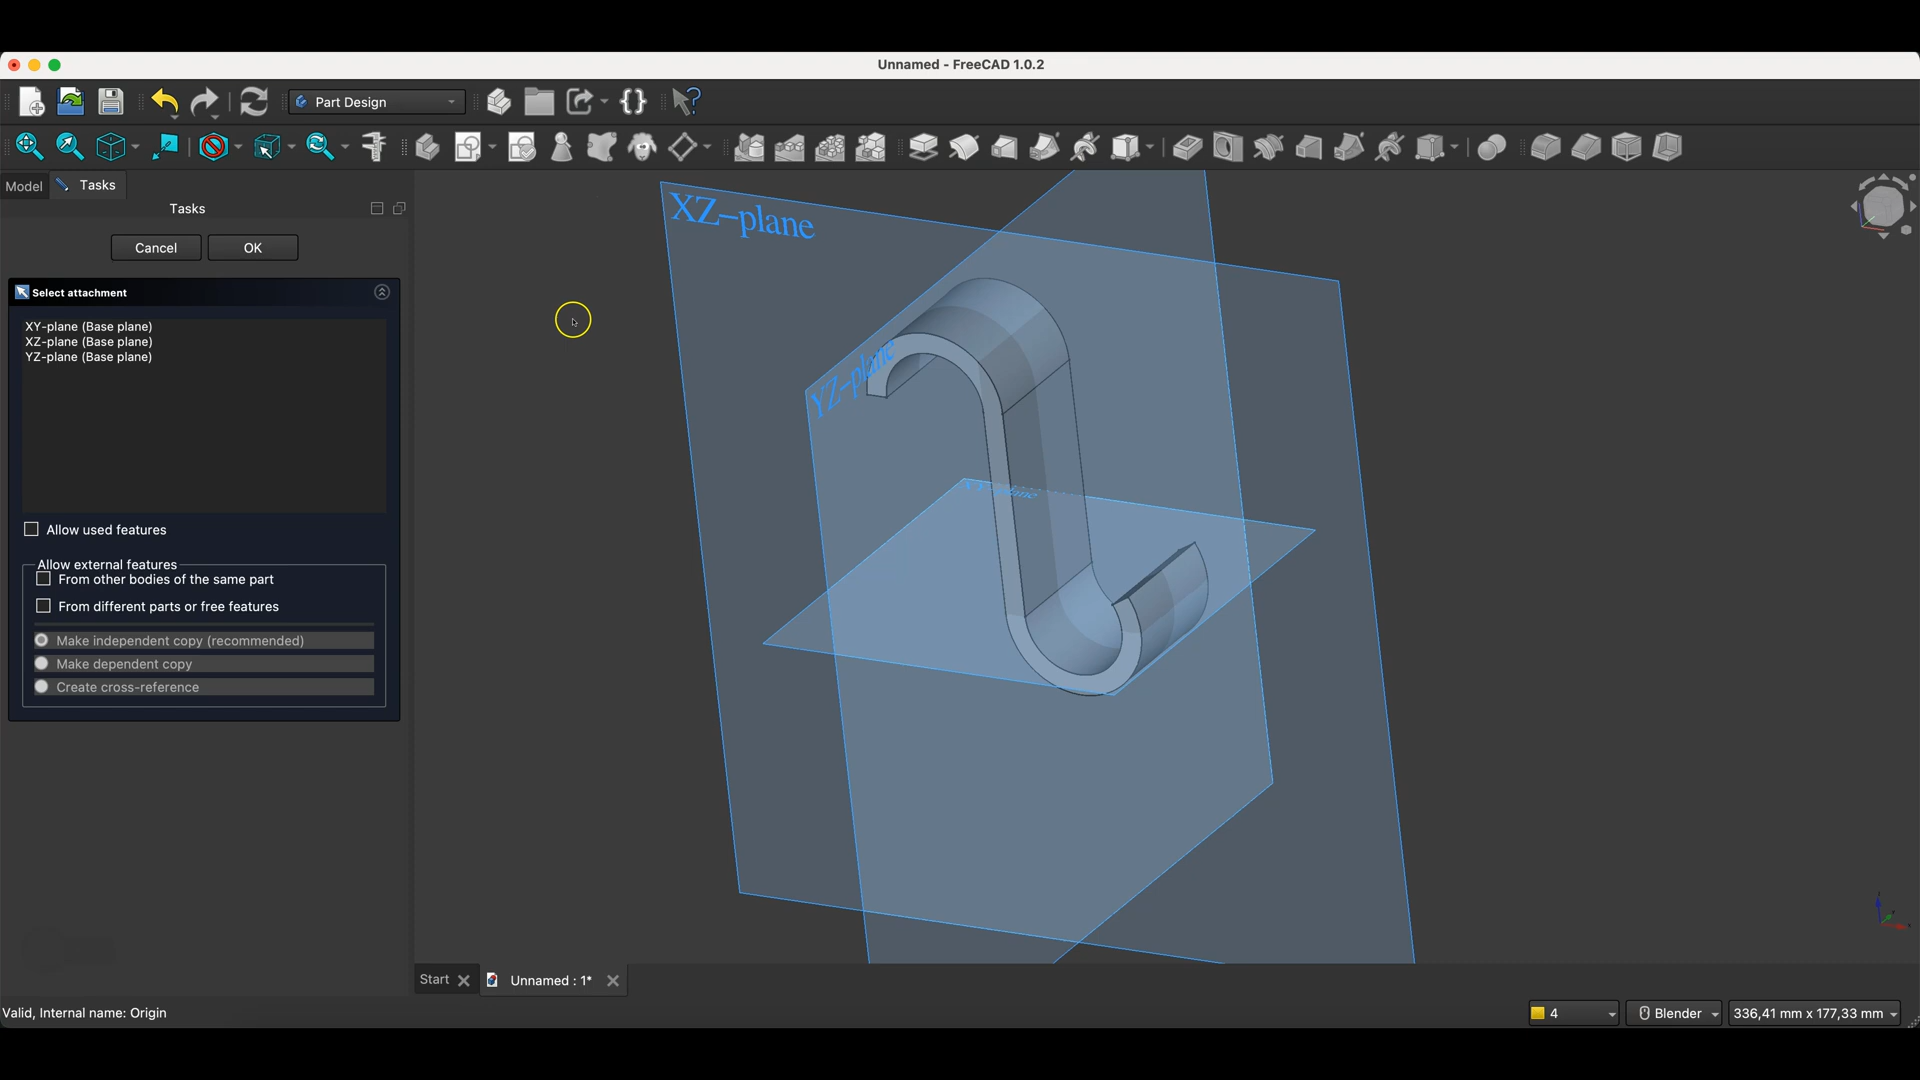 Unnamed - FreeCAD 1.0.2
Part Design
Model
Tasks
Tasks
Cancel
OK
Select attachment
XY-plane (Base plane)
XZ-plane (Base plane)
YZ-plane (Base plane)
Allow used features
Allow external features
From other bodies of the same part
From different parts or free features
Make independent copy (recommended)
Make dependent copy
Create cross-reference
XZ-plane
YZ-plane
XY-plane
Start
Unnamed : 1*
Valid, Internal name: Origin
4
Blender
336,41 mm x 177,33 mm